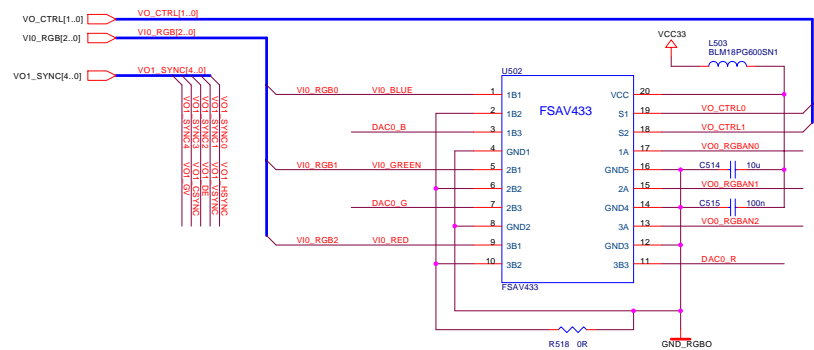 VO_CTRL[1..0] VO_CTRL[1..0]
VI0_RGB[2..0] VI0_RGB[2..0]
VO1_SYNC[4..0] VO1_SYNC[4..0]
VO1_SYNC0 VO1_HSYNC
VO1_SYNC1 VO1_VSYNC
VO1_SYNC2 VO1_DE
VO1_SYNC3 VO1_CSYNC
VO1_SYNC4 VO1_GV
VCC33
L503
BLM18PG600SN1
U502
FSAV433
VI0_RGB0 VI0_BLUE 1 1B1 VCC 20
2 1B2 S1 19 VO_CTRL0
DAC0_B 3 1B3 S2 18 VO_CTRL1
4 GND1 1A 17 VO0_RGBAN0
VI0_RGB1 VI0_GREEN 5 2B1 GND5 16 C514 10u
6 2B2 2A 15 VO0_RGBAN1
DAC0_G 7 2B3 GND4 14 C515 100n
8 GND2 3A 13 VO0_RGBAN2
VI0_RGB2 VI0_RED 9 3B1 GND3 12
10 3B2 3B3 11 DAC0_R
FSAV433
R518 0R
GND_RGBO